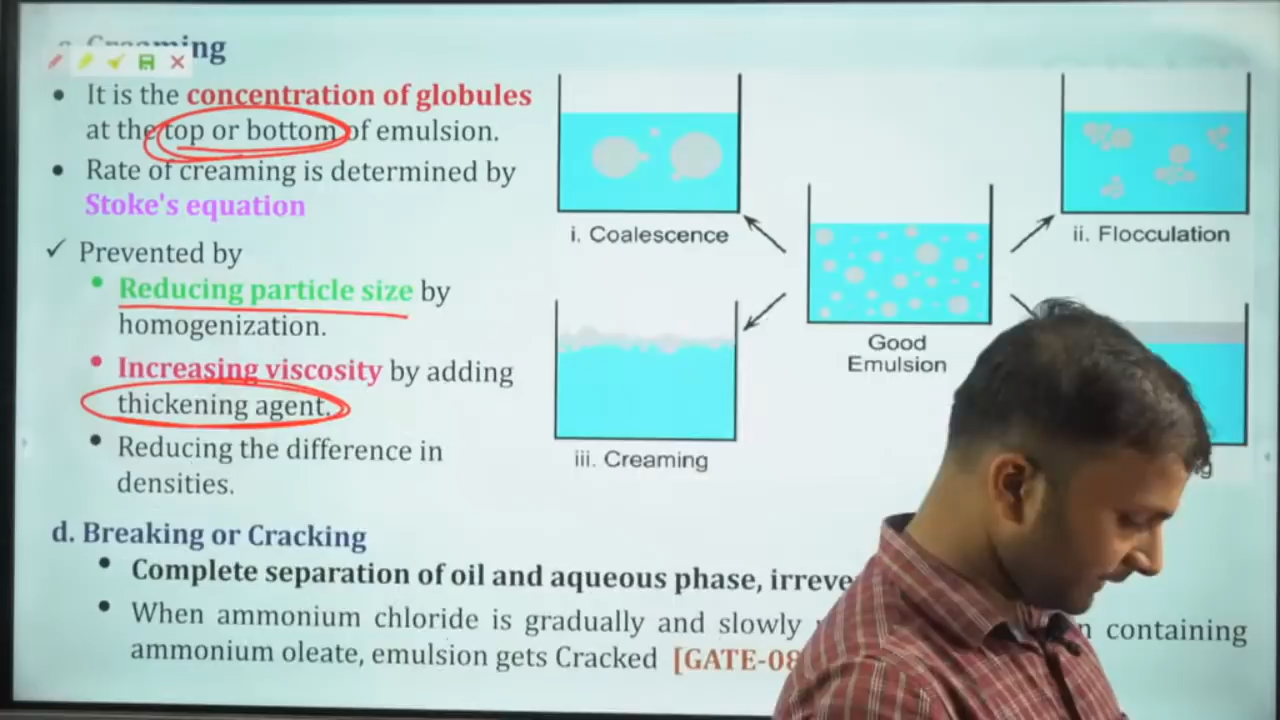 Creaming
• It is the concentration of globules
at the top or bottom of emulsion.
• Rate of creaming is determined by
Stoke's equation
✓ Prevented by
• Reducing particle size by
homogenization.
• Increasing viscosity by adding
thickening agent.
• Reducing the difference in
densities.
i. Coalescence
ii. Flocculation
Good
Emulsion
iii. Creaming
d. Breaking or Cracking
• Complete separation of oil and aqueous phase,
• When ammonium chloride is gradually and slowly containing
ammonium oleate, emulsion gets Cracked [GATE-08